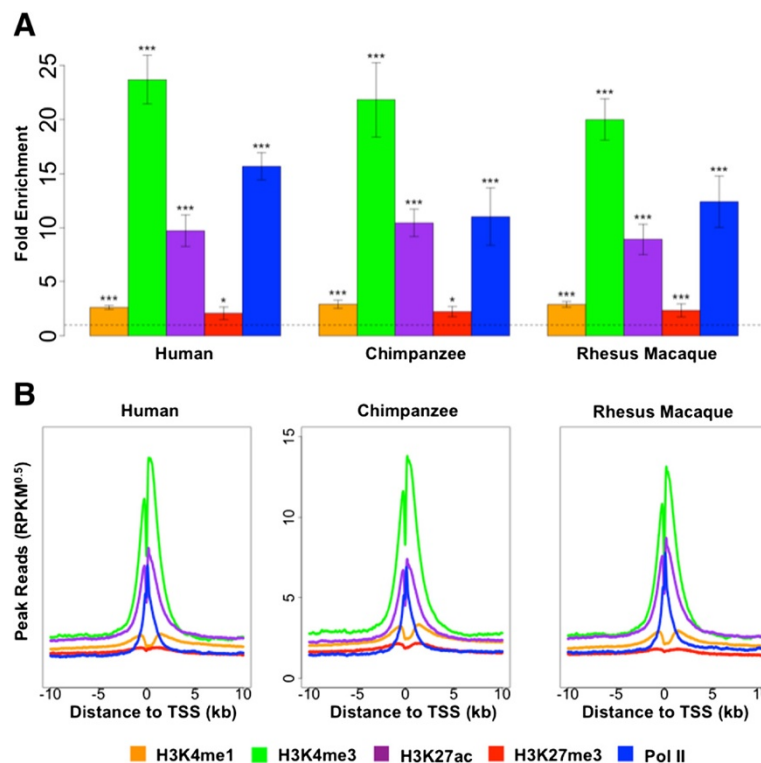 A
Fold Enrichment
25
20
15
10
5
0
*** *** *** * ***
*** *** *** * ***
*** *** *** *** ***
Human Chimpanzee Rhesus Macaque
B
Human Chimpanzee Rhesus Macaque
Peak Reads (RPKM0.5)
15
10
5
0
-10 -5 0 5 10 -10 -5 0 5 10 -10 -5 0 5 10
Distance to TSS (kb) Distance to TSS (kb) Distance to TSS (kb)
H3K4me1 H3K4me3 H3K27ac H3K27me3 Pol II